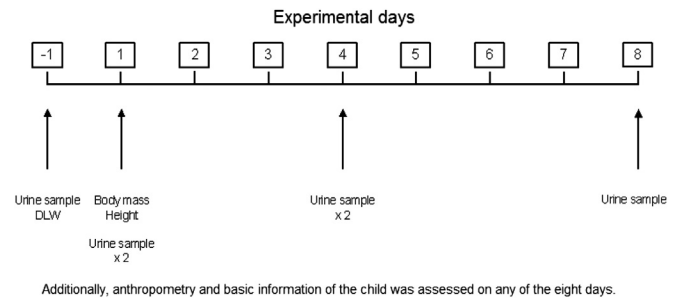 Experimental days
-1 1 2 3 4 5 6 7 8
Urine sample
DLW
Body mass
Height
Urine sample
x 2
Urine sample
x 2
Urine sample
Additionally, anthropometry and basic information of the child was assessed on any of the eight days.